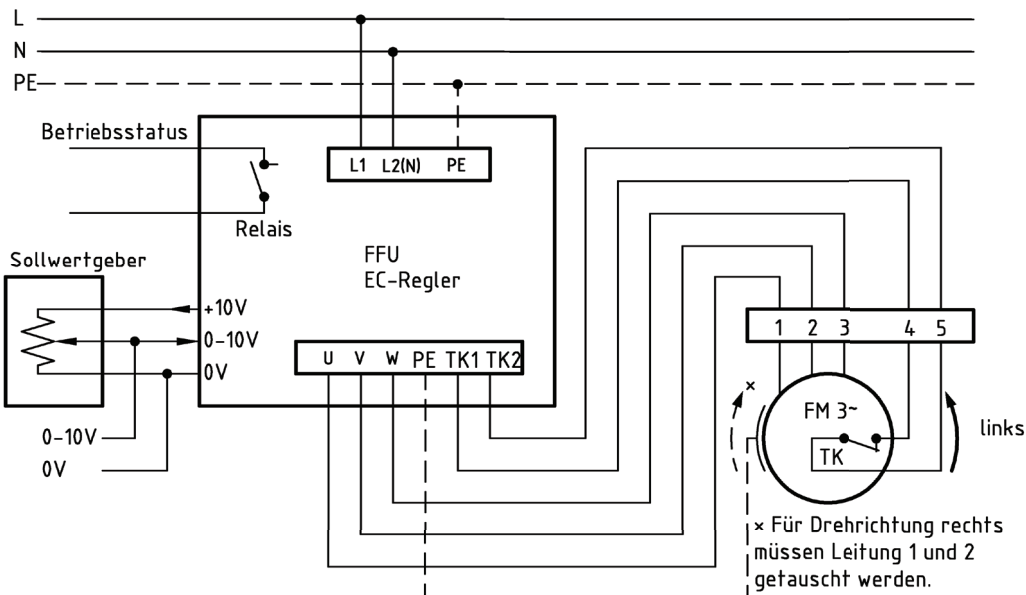 L
N
PE
Betriebsstatus
L1 L2(N) PE
Relais
FFU
EC-Regler
Sollwertgeber
+10V
0-10V
0V
U V W PE TK1 TK2
0-10V
0V
1 2 3 4 5
×
FM 3~
TK
links
× Für Drehrichtung rechts
müssen Leitung 1 und 2
getauscht werden.